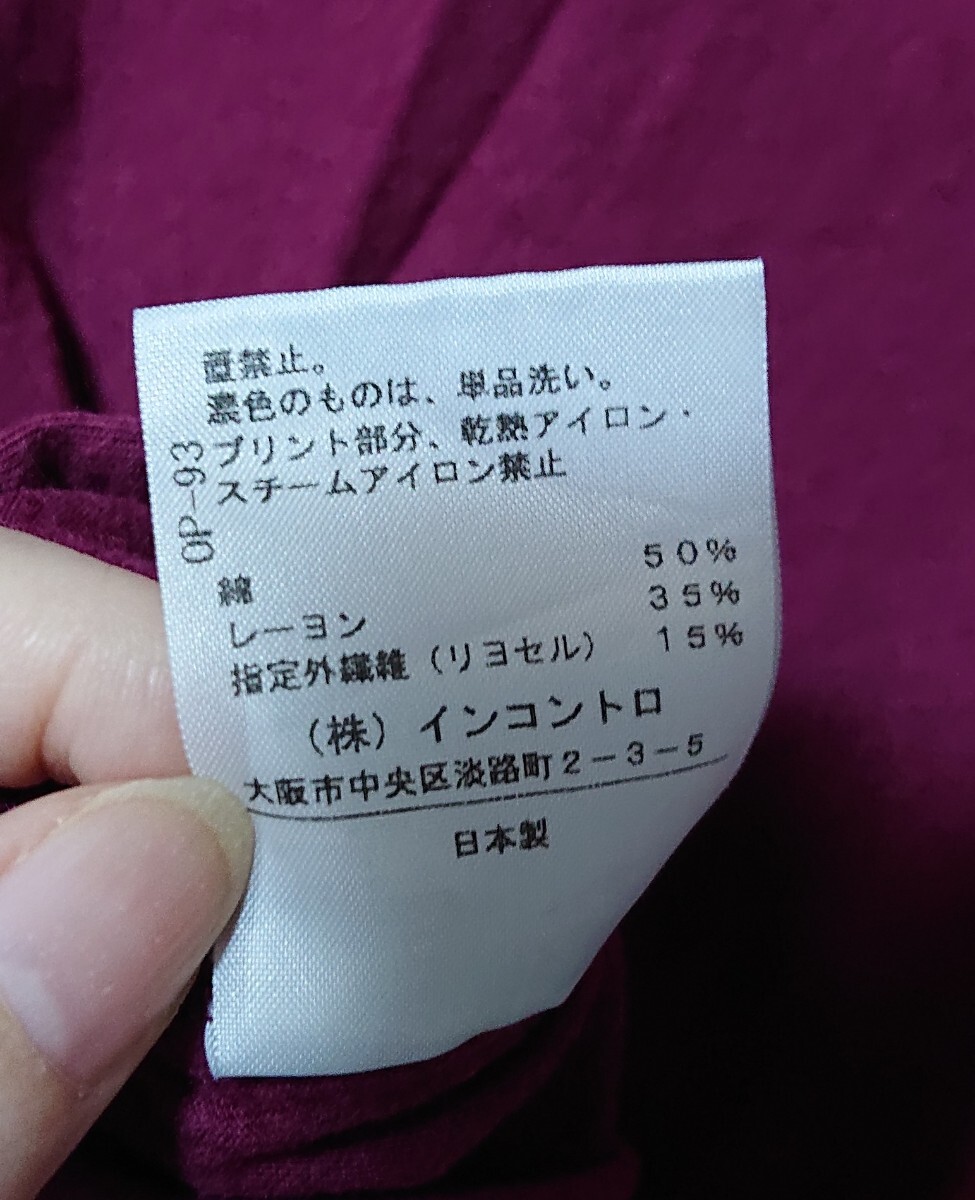 直禁止。
濃色のものは、単品洗い。
プリント部分、乾熱アイロン・
スチームアイロン禁止
OP-93
綿 50%
レーヨン 35%
指定外繊維(リヨセル) 15%
(株)インコントロ
大阪市中央区淡路町2-3-5
日本製